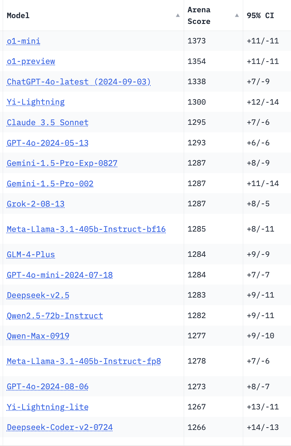 Model Arena Score 95% CI
o1-mini 1373 +11/-11
o1-preview 1354 +11/-11
ChatGPT-4o-latest (2024-09-03) 1338 +7/-9
Yi-Lightning 1300 +12/-14
Claude 3.5 Sonnet 1295 +7/-6
GPT-4o-2024-05-13 1293 +6/-6
Gemini-1.5-Pro-Exp-0827 1287 +8/-9
Gemini-1.5-Pro-002 1287 +11/-14
Grok-2-08-13 1287 +8/-5
Meta-Llama-3.1-405b-Instruct-bf16 1285 +8/-11
GLM-4-Plus 1284 +9/-9
GPT-4o-mini-2024-07-18 1284 +7/-7
Deepseek-v2.5 1283 +9/-11
Qwen2.5-72b-Instruct 1282 +9/-11
Qwen-Max-0919 1277 +9/-10
Meta-Llama-3.1-405b-Instruct-fp8 1278 +7/-6
GPT-4o-2024-08-06 1273 +8/-7
Yi-Lightning-lite 1267 +13/-11
Deepseek-Coder-v2-0724 1266 +14/-13